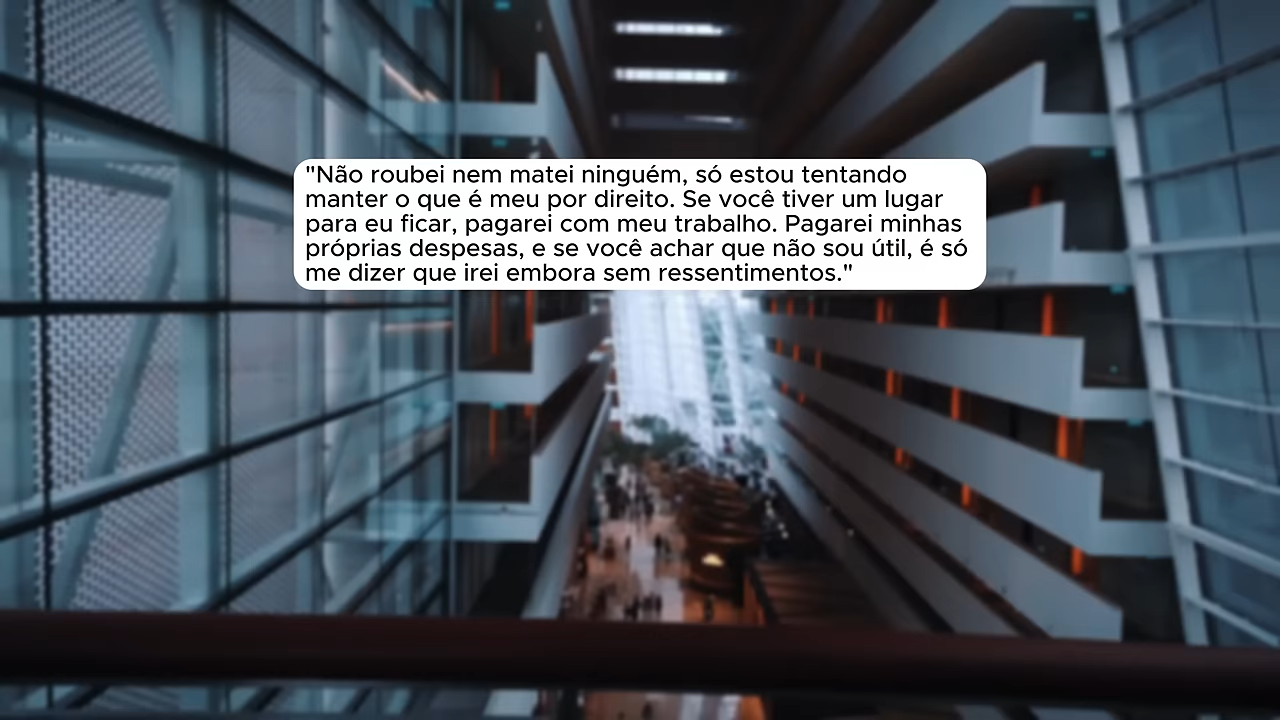 "Não roubei nem matei ninguém, só estou tentando
manter o que é meu por direito. Se você tiver um lugar
para eu ficar, pagarei com meu trabalho. Pagarei minhas
próprias despesas, e se você achar que não sou útil, é só
me dizer que irei embora sem ressentimentos."